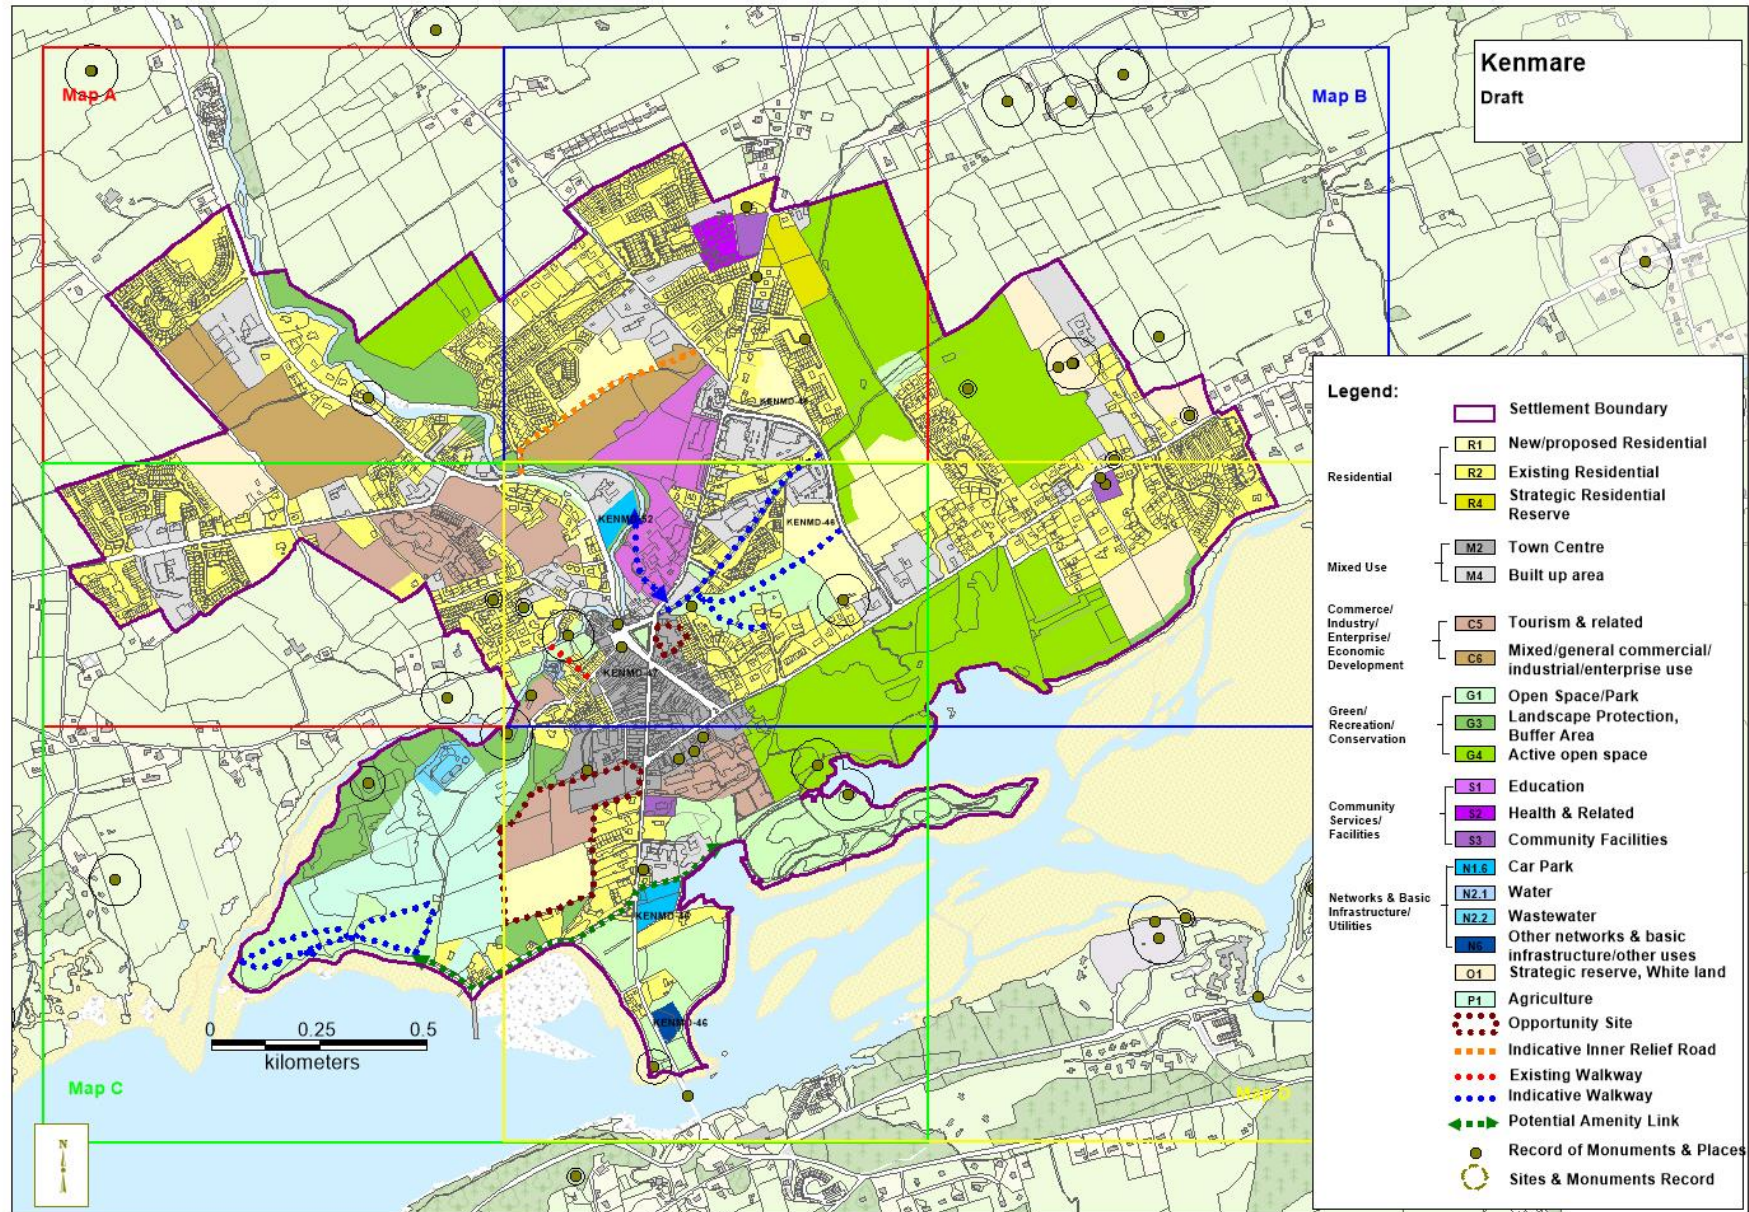 Kenmare
Draft
Map A
Map B
KENMD-52
KENMD-46
KENMD-47
KENMD-46
Map C
0 0.25 0.5
kilometers
N
Legend:
Settlement Boundary
Residential
R1 New/proposed Residential
R2 Existing Residential
R4 Strategic Residential
Reserve
Mixed Use
M2 Town Centre
M4 Built up area
Commerce/
Industry/
Enterprise/
Economic
Development
C5 Tourism & related
C6 Mixed/general commercial/
industrial/enterprise use
Green/
Recreation/
Conservation
G1 Open Space/Park
G3 Landscape Protection,
Buffer Area
G4 Active open space
Community
Services/
Facilities
S1 Education
S2 Health & Related
S3 Community Facilities
Networks & Basic
Infrastructure/
Utilities
N1.6 Car Park
N2.1 Water
N2.2 Wastewater
N6 Other networks & basic
infrastructure/other uses
O1 Strategic reserve, White land
P1 Agriculture
Opportunity Site
Indicative Inner Relief Road
Existing Walkway
Indicative Walkway
Potential Amenity Link
Record of Monuments & Places
Sites & Monuments Record